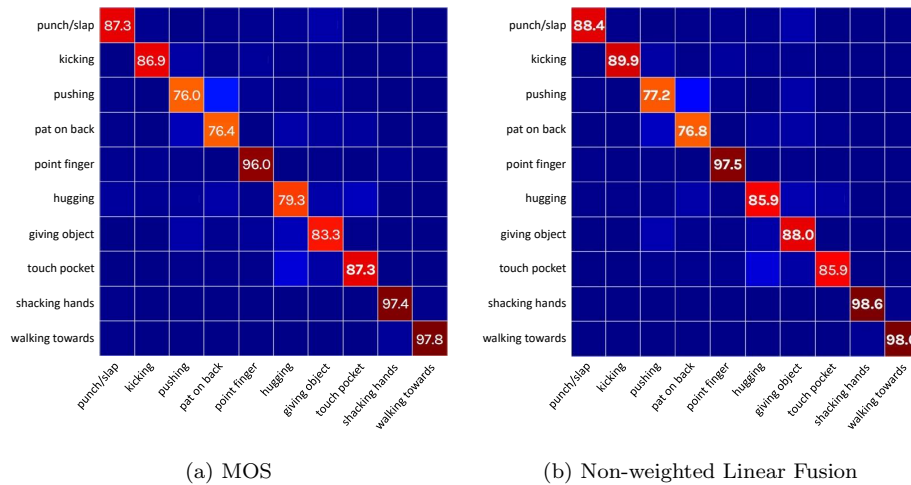 punch/slap 87.3 punch/slap 88.4
kicking 86.9 kicking 89.9
pushing 76.0 pushing 77.2
pat on back 76.4 pat on back 76.8
point finger 96.0 point finger 97.5
hugging 79.3 hugging 85.9
giving object 83.3 giving object 88.0
touch pocket 87.3 touch pocket 85.9
shacking hands 97.4 shacking hands 98.6
walking towards 97.8 walking towards
punch/slap kicking pushing pat on back point finger hugging giving object touch pocket shacking hands walking towards punch/slap kicking pushing pat on back point finger hugging giving object touch pocket shacking hands walking towards
(a) MOS (b) Non-weighted Linear Fusion